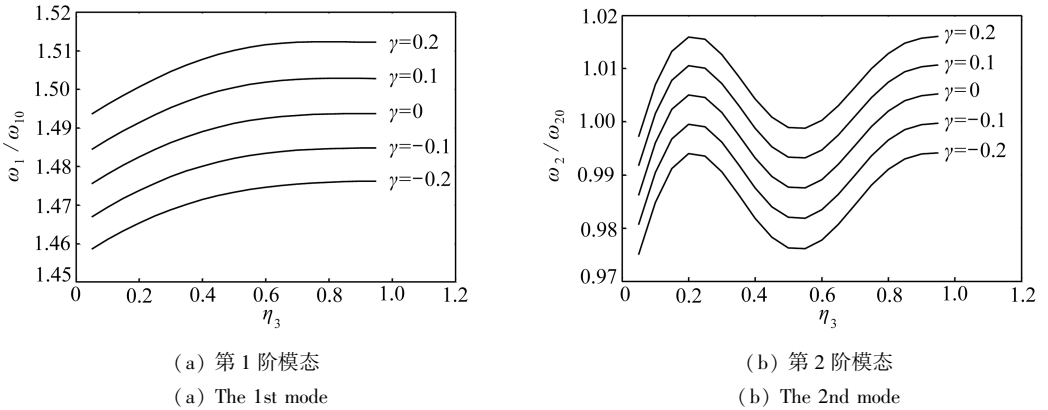 1.52
1.51
1.50
1.49
1.48
1.47
1.46
1.45
ω₁/ω₁₀
γ=0.2
γ=0.1
γ=0
γ=-0.1
γ=-0.2
0 0.2 0.4 0.6 0.8 1.0 1.2
η₃
(a) 第1阶模态
(a) The 1st mode
1.02
1.01
1.00
0.99
0.98
0.97
ω₂/ω₂₀
γ=0.2
γ=0.1
γ=0
γ=-0.1
γ=-0.2
0 0.2 0.4 0.6 0.8 1.0 1.2
η₃
(b) 第2阶模态
(b) The 2nd mode